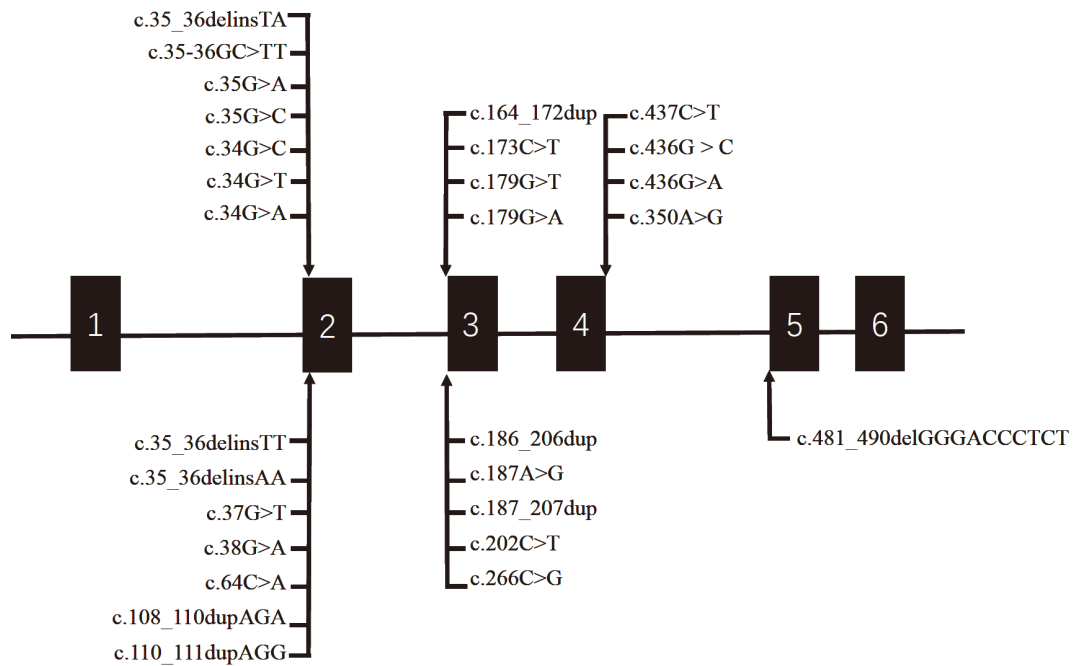 c.35_36delinsTA
c.35-36GC>TT
c.35G>A
c.35G>C
c.34G>C
c.34G>T
c.34G>A
c.164_172dup
c.173C>T
c.179G>T
c.179G>A
c.437C>T
c.436G > C
c.436G>A
c.350A>G
1
2
3
4
5
6
c.35_36delinsTT
c.35_36delinsAA
c.37G>T
c.38G>A
c.64C>A
c.108_110dupAGA
c.110_111dupAGG
c.186_206dup
c.187A>G
c.187_207dup
c.202C>T
c.266C>G
c.481_490delGGGACCCTCT